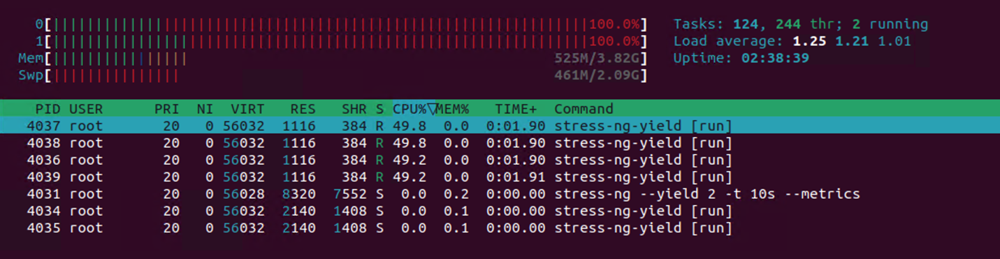 0[||||||||||||||||||||||||||||||||||||||||||||||||||||||||||||||||100.0%] Tasks: 124, 244 thr; 2 running
1[||||||||||||||||||||||||||||||||||||||||||||||||||||||||||||||||100.0%] Load average: 1.25 1.21 1.01
Mem[|||||||||||||||| 525M/3.82G] Uptime: 02:38:39
Swp[||||||||||||||| 461M/2.09G]
PID USER PRI NI VIRT RES SHR S CPU%▽MEM% TIME+ Command
4037 root 20 0 56032 1116 384 R 49.8 0.0 0:01.90 stress-ng-yield [run]
4038 root 20 0 56032 1116 384 R 49.8 0.0 0:01.90 stress-ng-yield [run]
4036 root 20 0 56032 1116 384 R 49.2 0.0 0:01.90 stress-ng-yield [run]
4039 root 20 0 56032 1116 384 R 49.2 0.0 0:01.91 stress-ng-yield [run]
4031 root 20 0 56028 8320 7552 S 0.0 0.2 0:00.00 stress-ng --yield 2 -t 10s --metrics
4034 root 20 0 56032 2140 1408 S 0.0 0.1 0:00.00 stress-ng-yield [run]
4035 root 20 0 56032 2140 1408 S 0.0 0.1 0:00.00 stress-ng-yield [run]